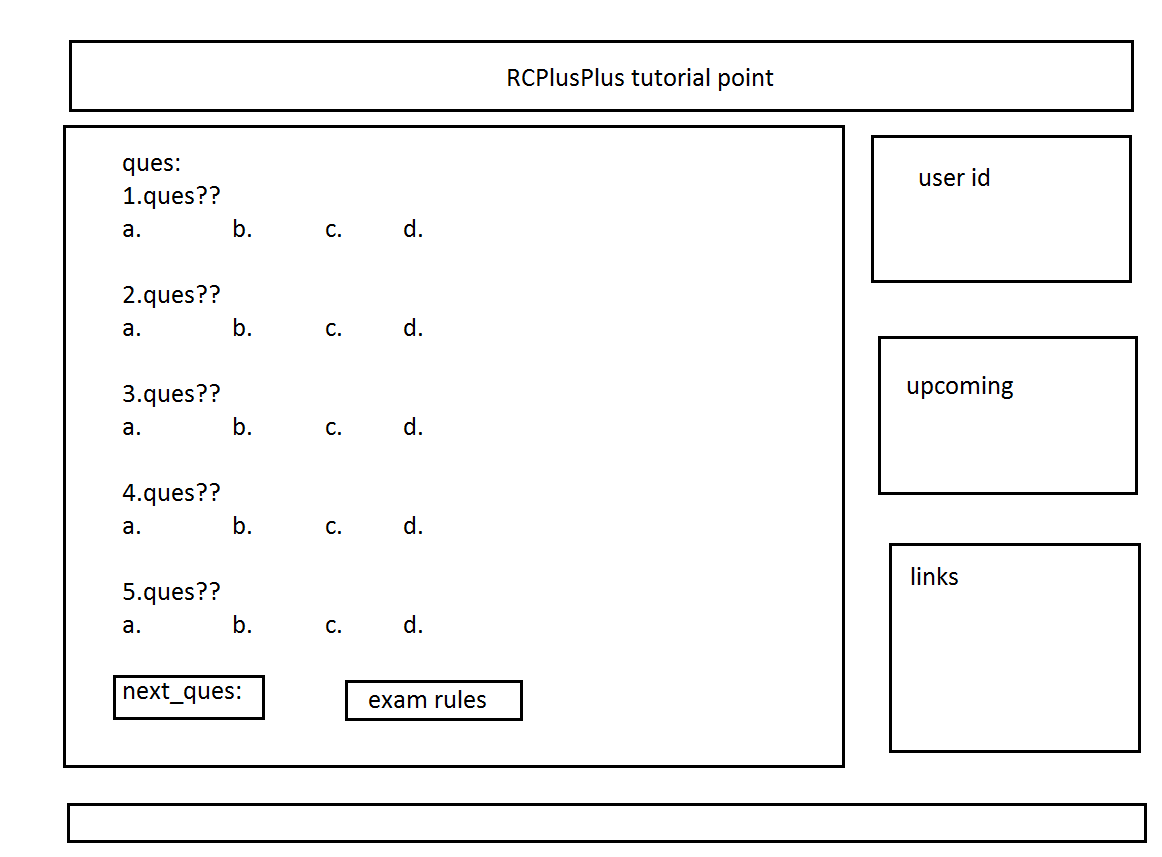 RCPlusPlus tutorial point
ques:
1.ques??
a. b. c. d.
2.ques??
a. b. c. d.
3.ques??
a. b. c. d.
4.ques??
a. b. c. d.
5.ques??
a. b. c. d.
next_ques:
exam rules
user id
upcoming
links